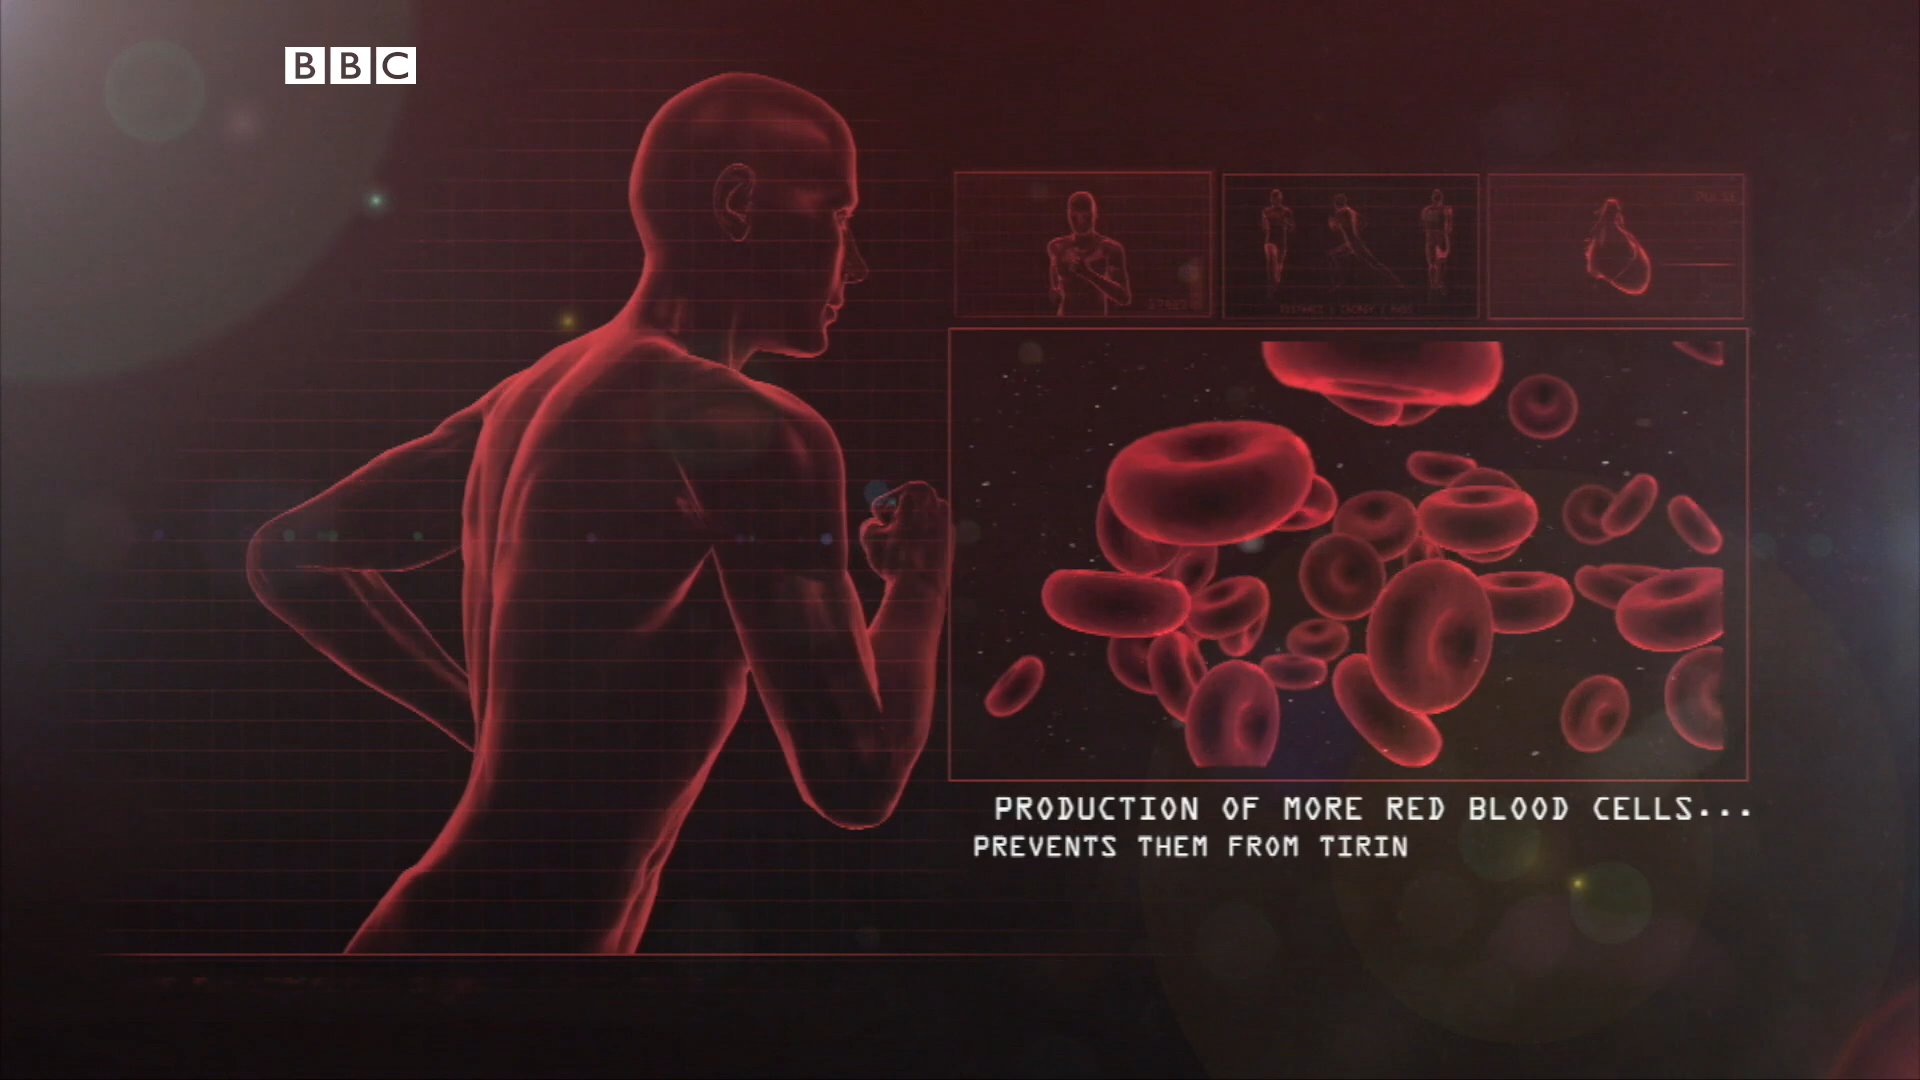 BBC
PRODUCTION OF MORE RED BLOOD CELLS...
PREVENTS THEM FROM TIRIN